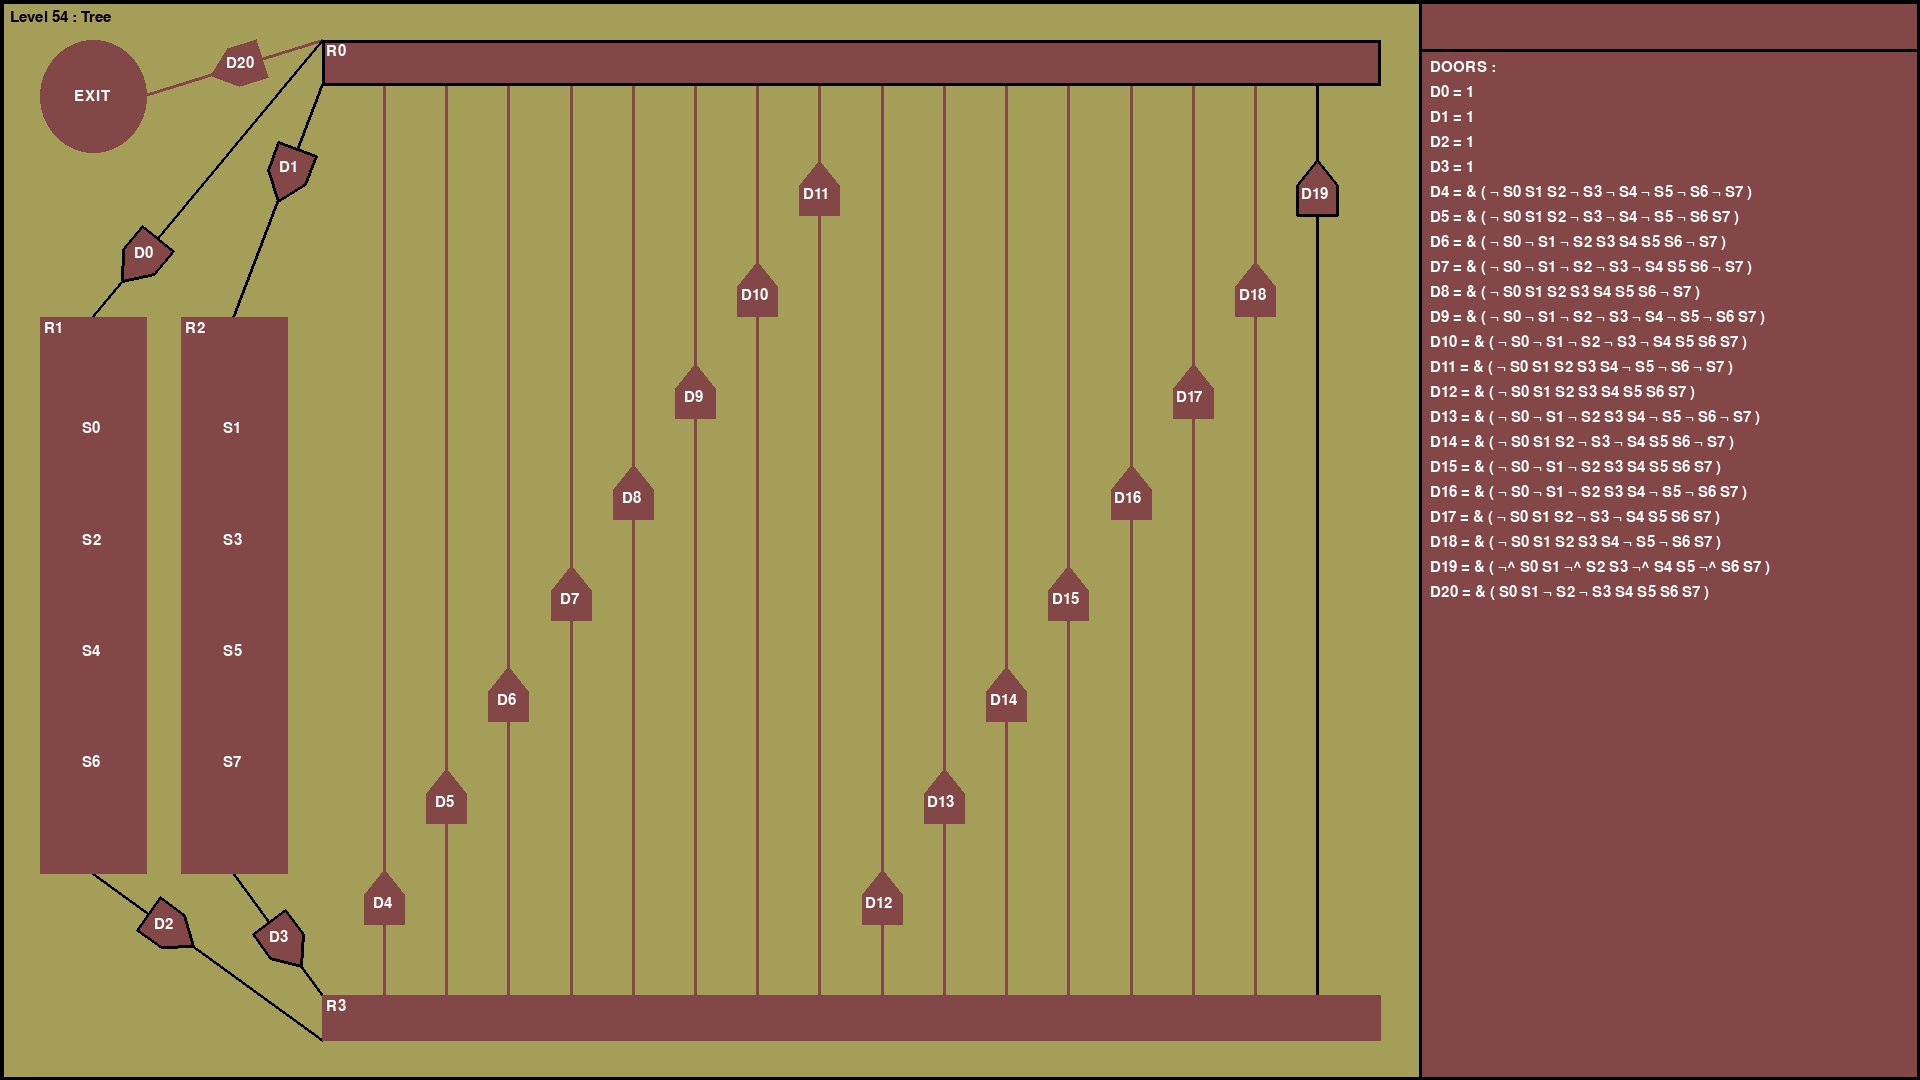 Level 54 : Tree
EXIT
D20
R0
D1
D0
D11
D19
D10
D18
R1
R2
D9
D17
S0
S1
D8
D16
S2
S3
D7
D15
S4
S5
D6
D14
S6
S7
D5
D13
D4
D12
D2
D3
R3
DOORS :
D0 = 1
D1 = 1
D2 = 1
D3 = 1
D4 = & ( ¬ S0 S1 S2 ¬ S3 ¬ S4 ¬ S5 ¬ S6 ¬ S7 )
D5 = & ( ¬ S0 S1 S2 ¬ S3 ¬ S4 ¬ S5 ¬ S6 S7 )
D6 = & ( ¬ S0 ¬ S1 ¬ S2 S3 S4 S5 S6 ¬ S7 )
D7 = & ( ¬ S0 ¬ S1 ¬ S2 ¬ S3 ¬ S4 S5 S6 ¬ S7 )
D8 = & ( ¬ S0 S1 S2 S3 S4 S5 S6 ¬ S7 )
D9 = & ( ¬ S0 ¬ S1 ¬ S2 ¬ S3 ¬ S4 ¬ S5 ¬ S6 S7 )
D10 = & ( ¬ S0 ¬ S1 ¬ S2 ¬ S3 ¬ S4 S5 S6 S7 )
D11 = & ( ¬ S0 S1 S2 S3 S4 ¬ S5 ¬ S6 ¬ S7 )
D12 = & ( ¬ S0 S1 S2 S3 S4 S5 S6 S7 )
D13 = & ( ¬ S0 ¬ S1 ¬ S2 S3 S4 ¬ S5 ¬ S6 ¬ S7 )
D14 = & ( ¬ S0 S1 S2 ¬ S3 ¬ S4 S5 S6 ¬ S7 )
D15 = & ( ¬ S0 ¬ S1 ¬ S2 S3 S4 S5 S6 S7 )
D16 = & ( ¬ S0 ¬ S1 ¬ S2 S3 S4 ¬ S5 ¬ S6 S7 )
D17 = & ( ¬ S0 S1 S2 ¬ S3 ¬ S4 S5 S6 S7 )
D18 = & ( ¬ S0 S1 S2 S3 S4 ¬ S5 ¬ S6 S7 )
D19 = & ( ¬^ S0 S1 ¬^ S2 S3 ¬^ S4 S5 ¬^ S6 S7 )
D20 = & ( S0 S1 ¬ S2 ¬ S3 S4 S5 S6 S7 )